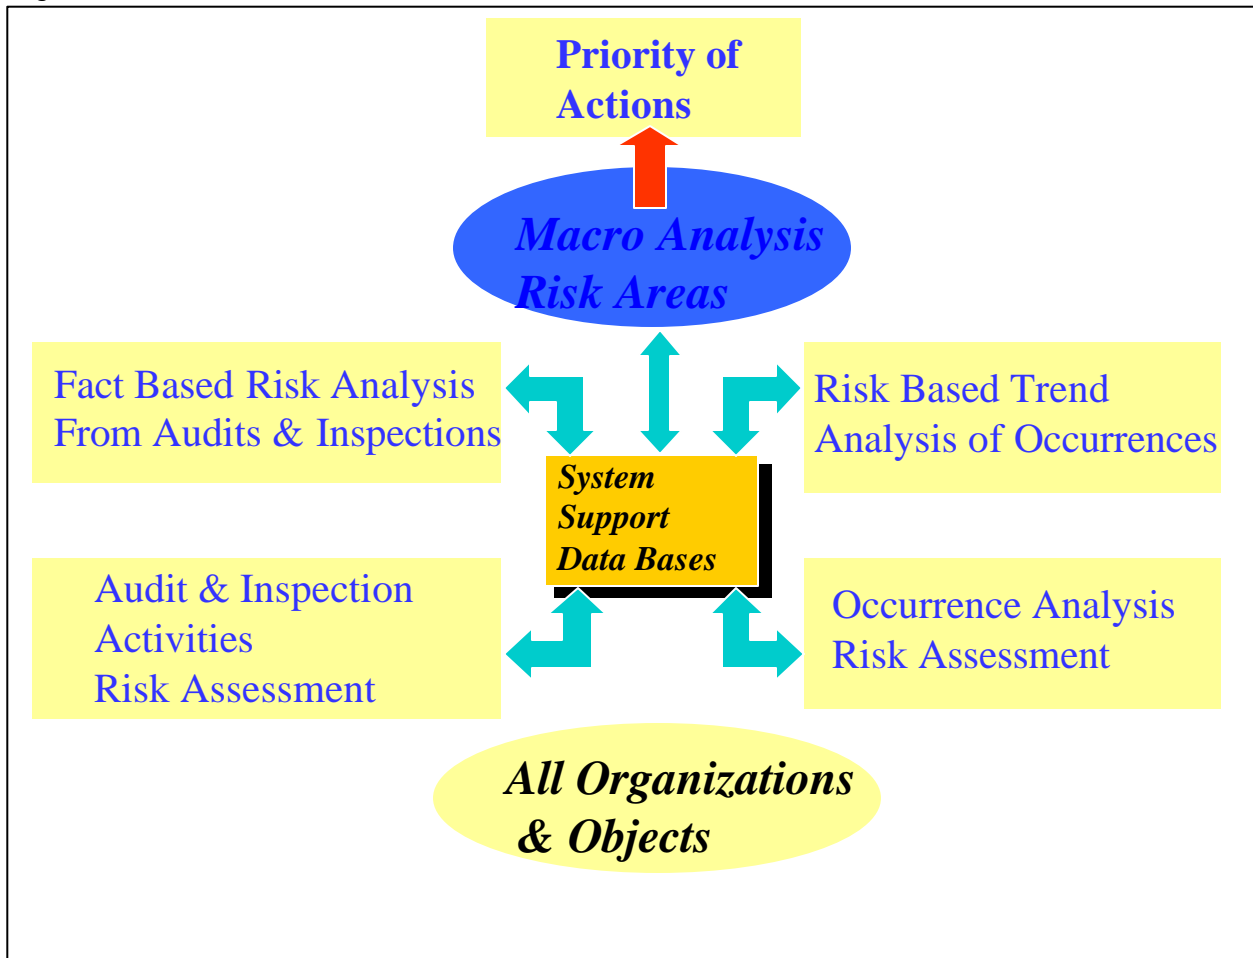 Priority of
Actions
Macro Analysis
Risk Areas
Fact Based Risk Analysis
From Audits & Inspections
Risk Based Trend
Analysis of Occurrences
System
Support
Data Bases
Audit & Inspection
Activities
Risk Assessment
Occurrence Analysis
Risk Assessment
All Organizations
& Objects